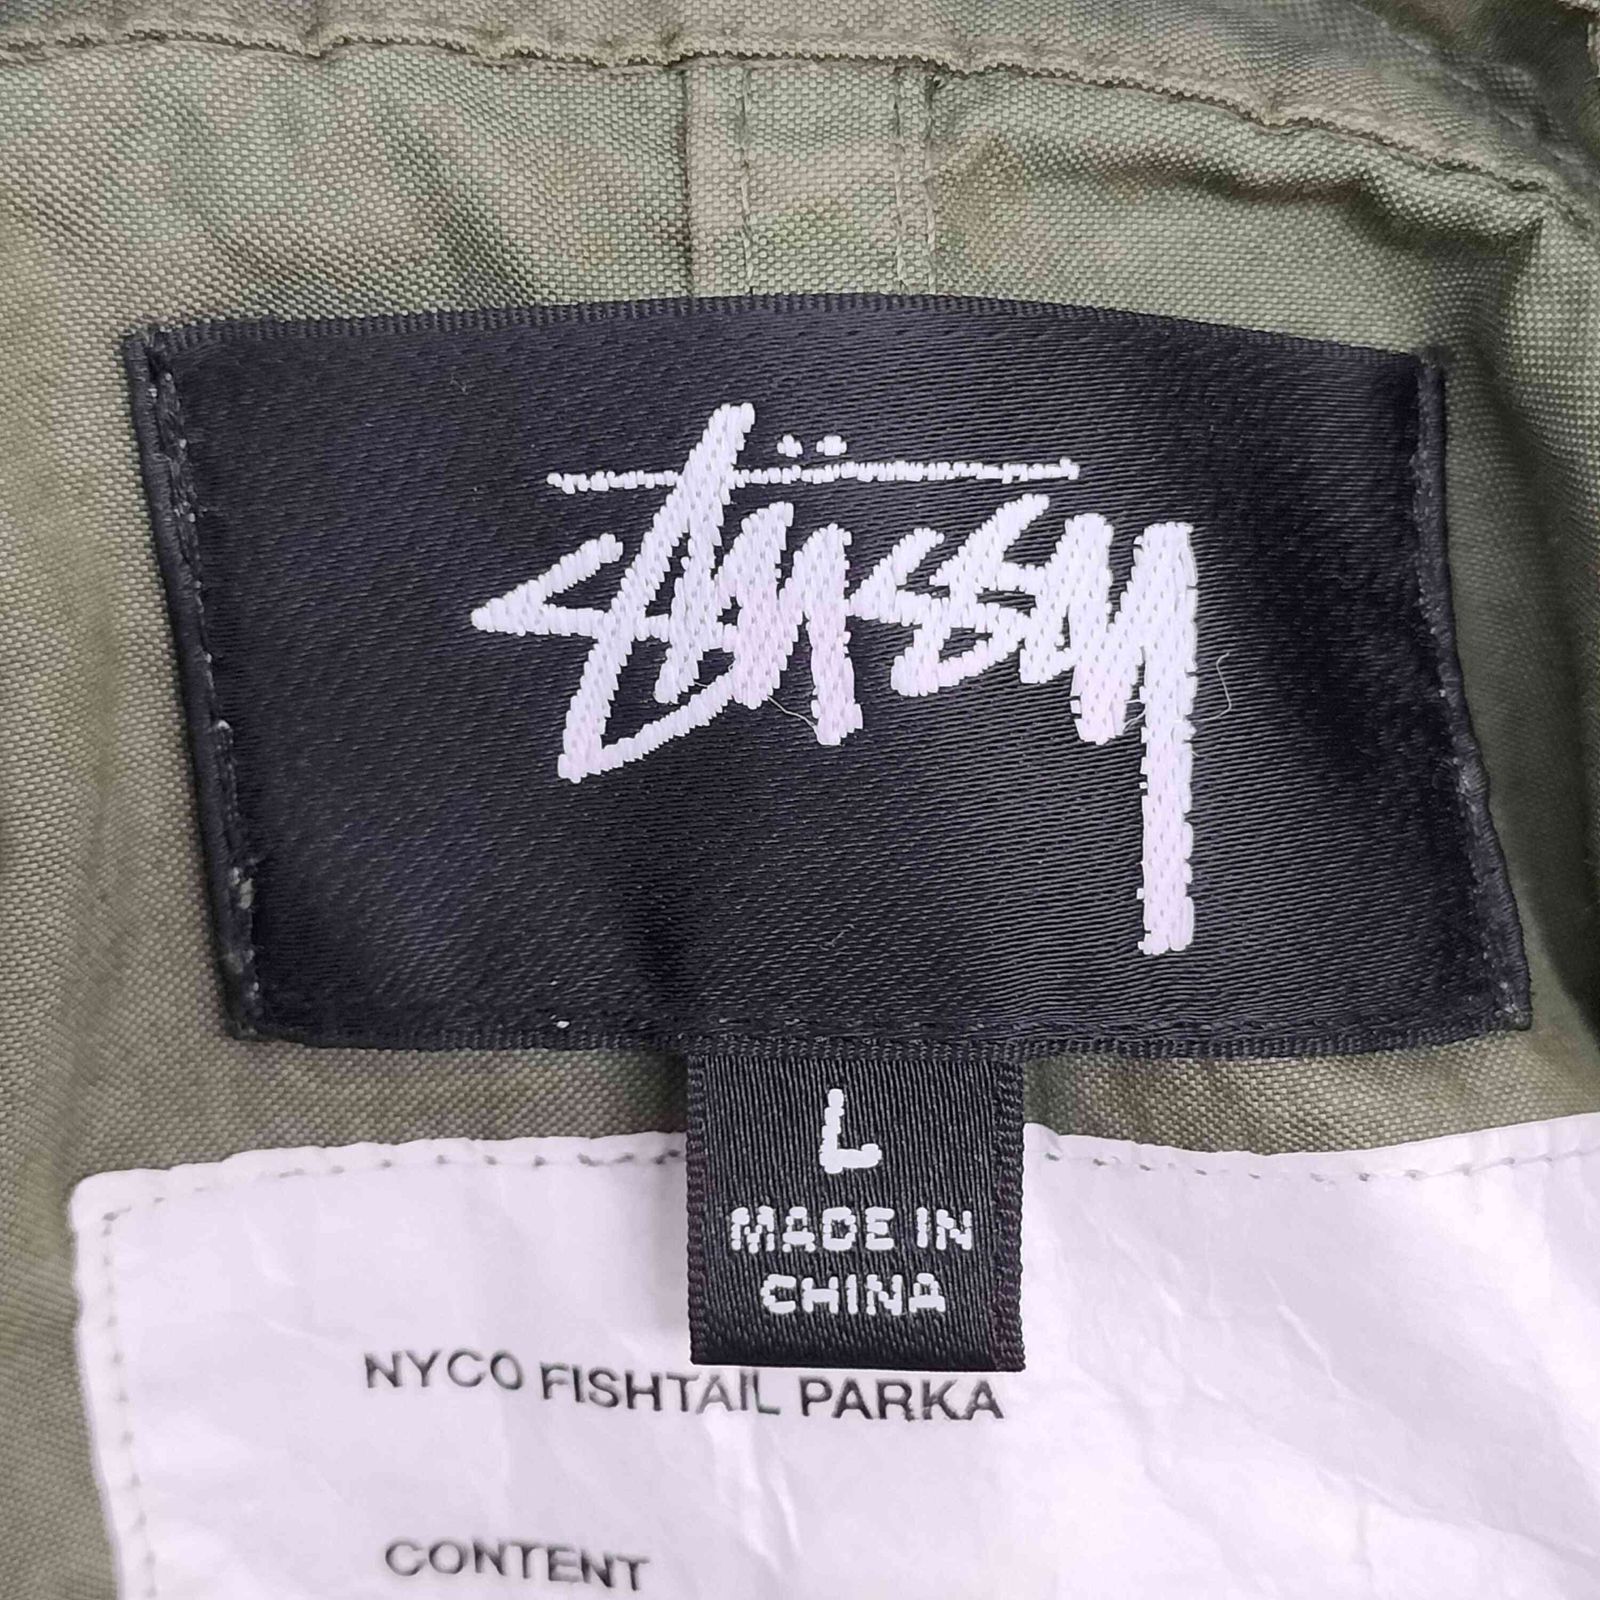 Stüssy
L
MADE IN
CHINA
NYCO FISHTAIL PARKA
CONTENT